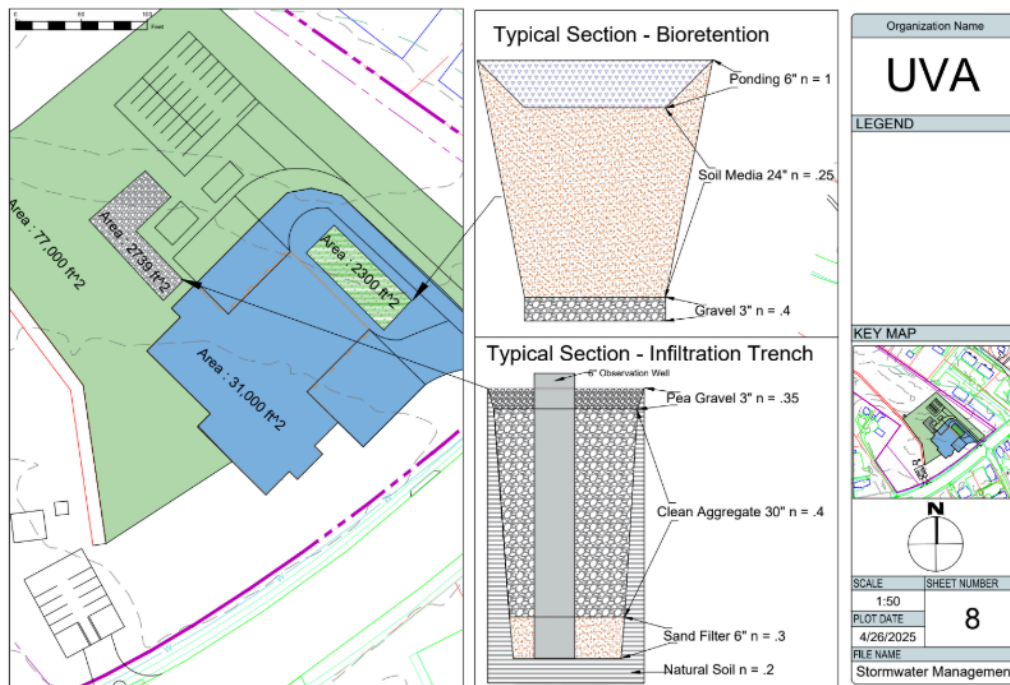 Feet
Area : 77,000 ft^2
Area : 2739 ft^2
Area : 2300 ft^2
Area : 31,000 ft^2
Typical Section - Bioretention
Ponding 6" n = 1
Soil Media 24" n = .25
Gravel 3" n = .4
Typical Section - Infiltration Trench
6" Observation Well
Pea Gravel 3" n = .35
Clean Aggregate 30" n = .4
Sand Filter 6" n = .3
Natural Soil n = .2
Organization Name
UVA
LEGEND
KEY MAP
N
SCALE
1:50
SHEET NUMBER
8
PLOT DATE
4/26/2025
FILE NAME
Stormwater Management